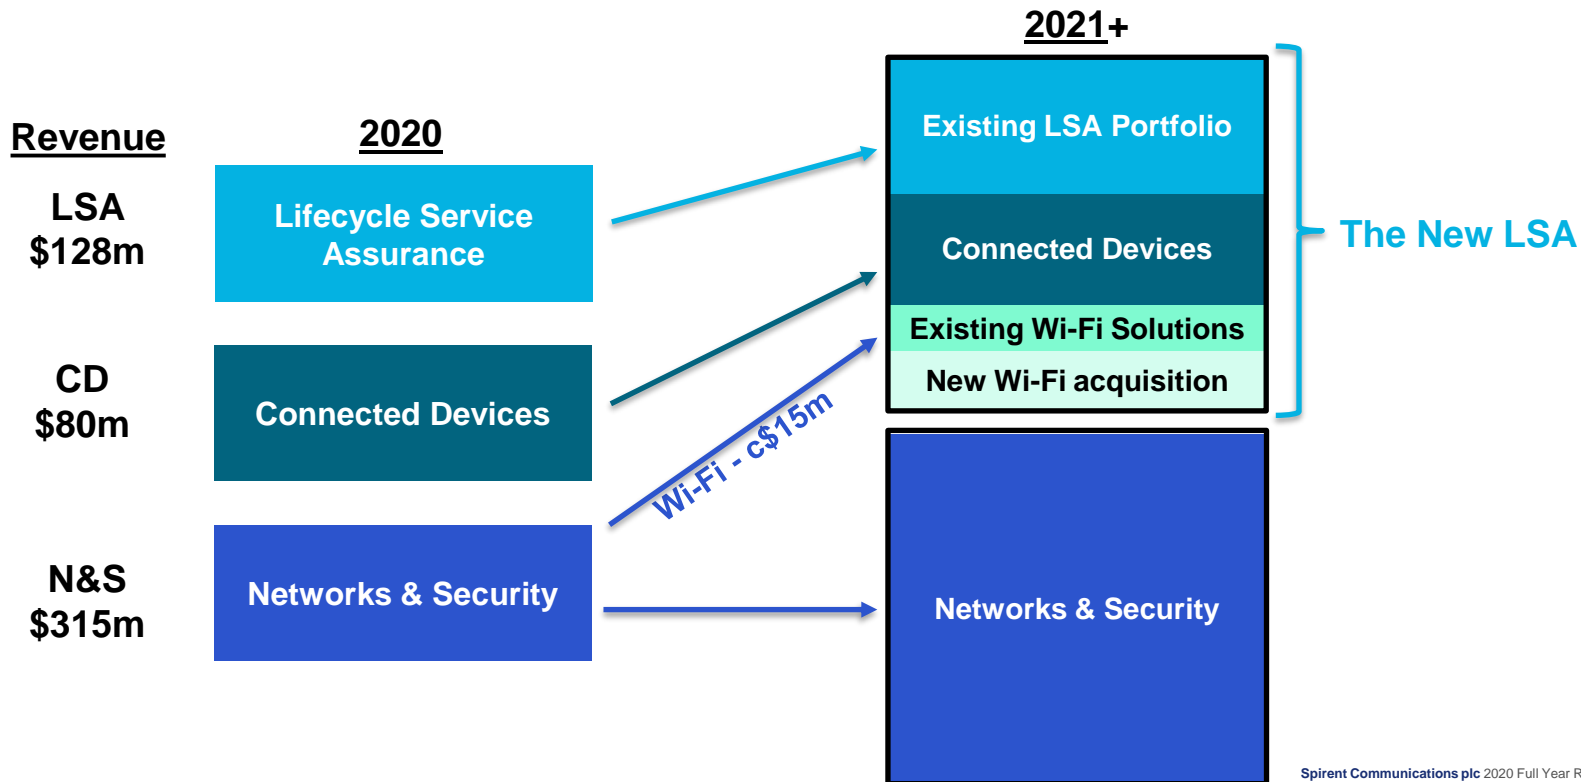 Revenue
LSA
$128m
CD
$80m
N&S
$315m
2020
Lifecycle Service
Assurance
Connected Devices
Networks & Security
Wi-Fi - c$15m
2021+
Existing LSA Portfolio
Connected Devices
Existing Wi-Fi Solutions
New Wi-Fi acquisition
Networks & Security
The New LSA
Spirent Communications plc 2020 Full Year R